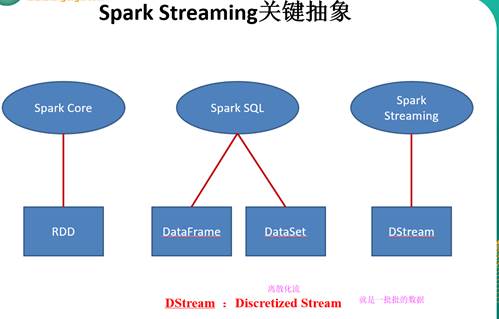 Spark Streaming关键抽象
Spark Core
Spark SQL
Spark
Streaming
RDD
DataFrame
DataSet
DStream
离散化流
DStream : Discretized Stream
就是一批批的数据